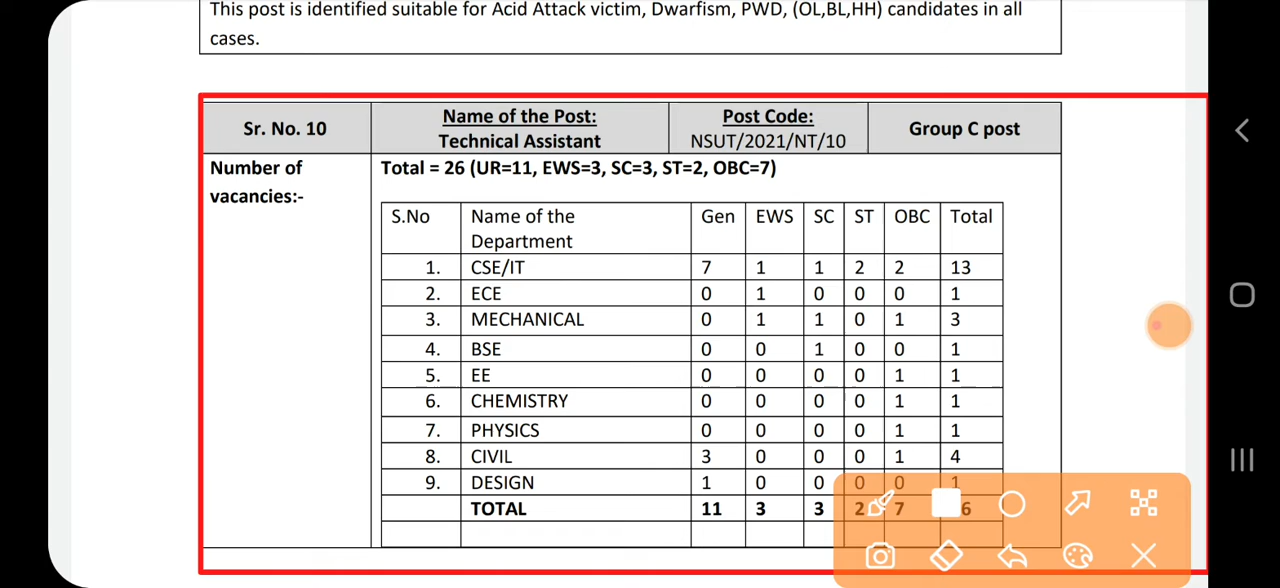 This post is identified suitable for Acid Attack victim, Dwarfism, PWD, (OL,BL,HH) candidates in all
cases.
Sr. No. 10 Name of the Post: Technical Assistant Post Code: NSUT/2021/NT/10 Group C post
Number of vacancies:- Total = 26 (UR=11, EWS=3, SC=3, ST=2, OBC=7)
S.No Name of the Department Gen EWS SC ST OBC Total
1. CSE/IT 7 1 1 2 2 13
2. ECE 0 1 0 0 0 1
3. MECHANICAL 0 1 1 0 1 3
4. BSE 0 0 1 0 0 1
5. EE 0 0 0 0 1 1
6. CHEMISTRY 0 0 0 0 1 1
7. PHYSICS 0 0 0 0 1 1
8. CIVIL 3 0 0 0 1 4
9. DESIGN 1 0 0 0 0 1
TOTAL 11 3 3 2 7